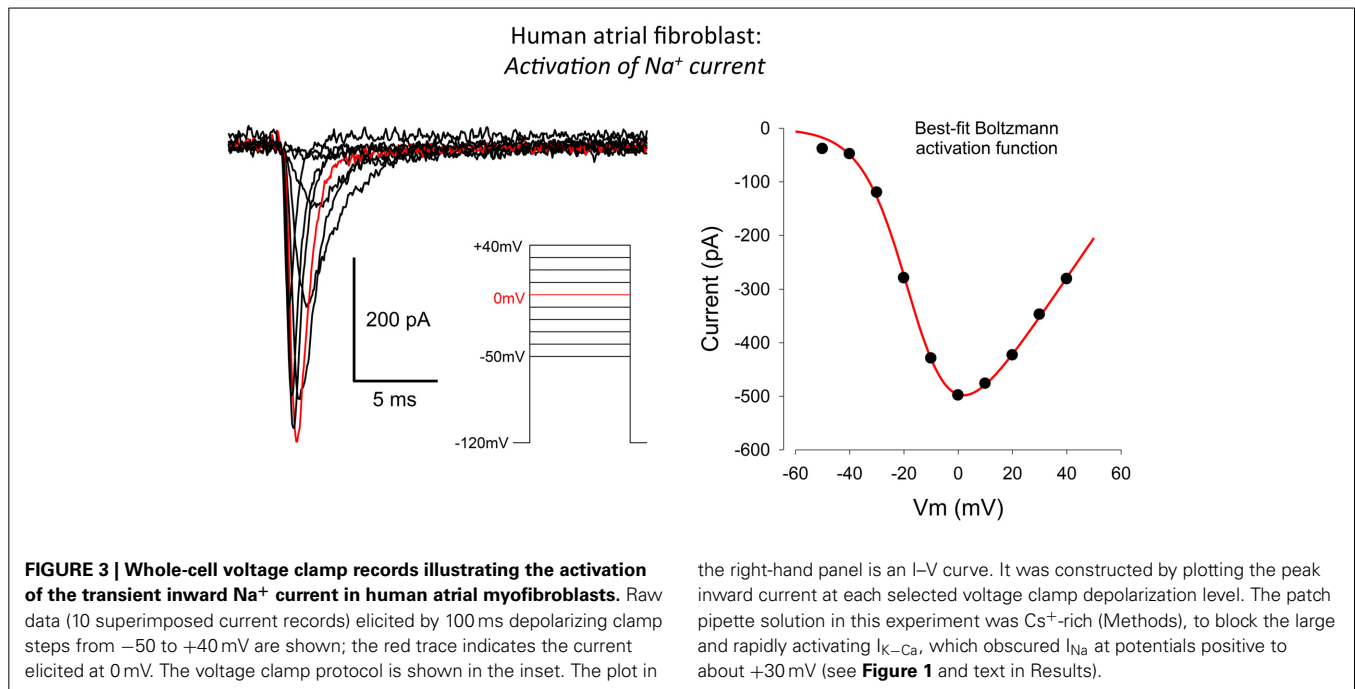 Human atrial fibroblast:
Activation of Na+ current
200 pA
5 ms
+40mV
0mV
-50mV
-120mV
Best-fit Boltzmann
activation function
Current (pA)
0
-100
-200
-300
-400
-500
-600
-60
-40
-20
0
20
40
60
Vm (mV)
FIGURE 3 | Whole-cell voltage clamp records illustrating the activation
of the transient inward Na+ current in human atrial myofibroblasts. Raw
data (10 superimposed current records) elicited by 100 ms depolarizing clamp
steps from −50 to +40 mV are shown; the red trace indicates the current
elicited at 0 mV. The voltage clamp protocol is shown in the inset. The plot in
the right-hand panel is an I–V curve. It was constructed by plotting the peak
inward current at each selected voltage clamp depolarization level. The patch
pipette solution in this experiment was Cs+-rich (Methods), to block the large
and rapidly activating IK−Ca, which obscured INa at potentials positive to
about +30 mV (see Figure 1 and text in Results).